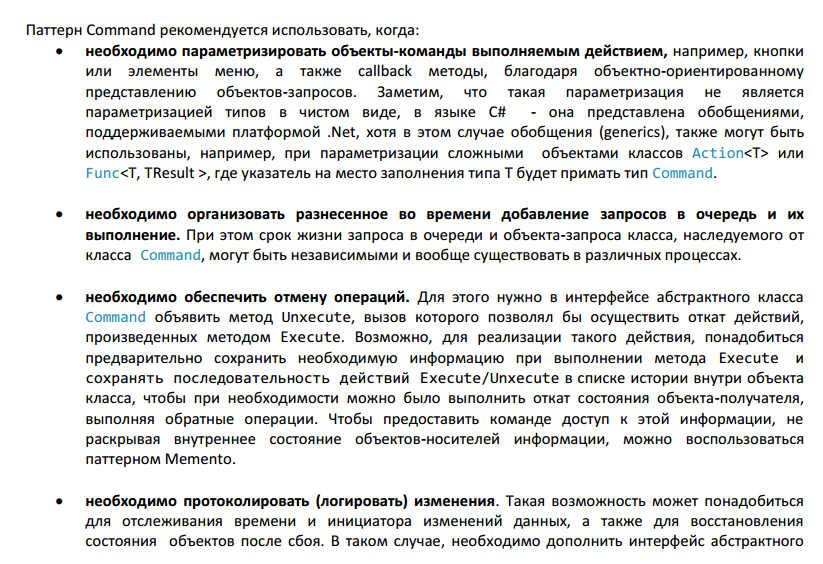 Паттерн Command рекомендуется использовать, когда:
• необходимо параметризировать объекты-команды выполняемым действием, например, кнопки
или элементы меню, а также callback методы, благодаря объектно-ориентированному
представлению объектов-запросов. Заметим, что такая параметризация не является
параметризацией типов в чистом виде, в языке C# - она представлена обобщениями,
поддерживаемыми платформой .Net, хотя в этом случае обобщения (generics), также могут быть
использованы, например, при параметризации сложными объектами классов Action<T> или
Func<T, TResult >, где указатель на место заполнения типа T будет примать тип Command.
• необходимо организовать разнесенное во времени добавление запросов в очередь и их
выполнение. При этом срок жизни запроса в очереди и объекта-запроса класса, наследуемого от
класса Command, могут быть независимыми и вообще существовать в различных процессах.
• необходимо обеспечить отмену операций. Для этого нужно в интерфейсе абстрактного класса
Command объявить метод Unxecute, вызов которого позволял бы осуществить откат действий,
произведенных методом Execute. Возможно, для реализации такого действия, понадобиться
предварительно сохранить необходимую информацию при выполнении метода Execute и
сохранять последовательность действий Execute/Unxecute в списке истории внутри объекта
класса, чтобы при необходимости можно было выполнить откат состояния объекта-получателя,
выполняя обратные операции. Чтобы предоставить команде доступ к этой информации, не
раскрывая внутреннее состояние объектов-носителей информации, можно воспользоваться
паттерном Memento.
• необходимо протоколировать (логировать) изменения. Такая возможность может понадобиться
для отслеживания времени и инициатора изменений данных, а также для восстановления
состояния объектов после сбоя. В таком случае, необходимо дополнить интерфейс абстрактного